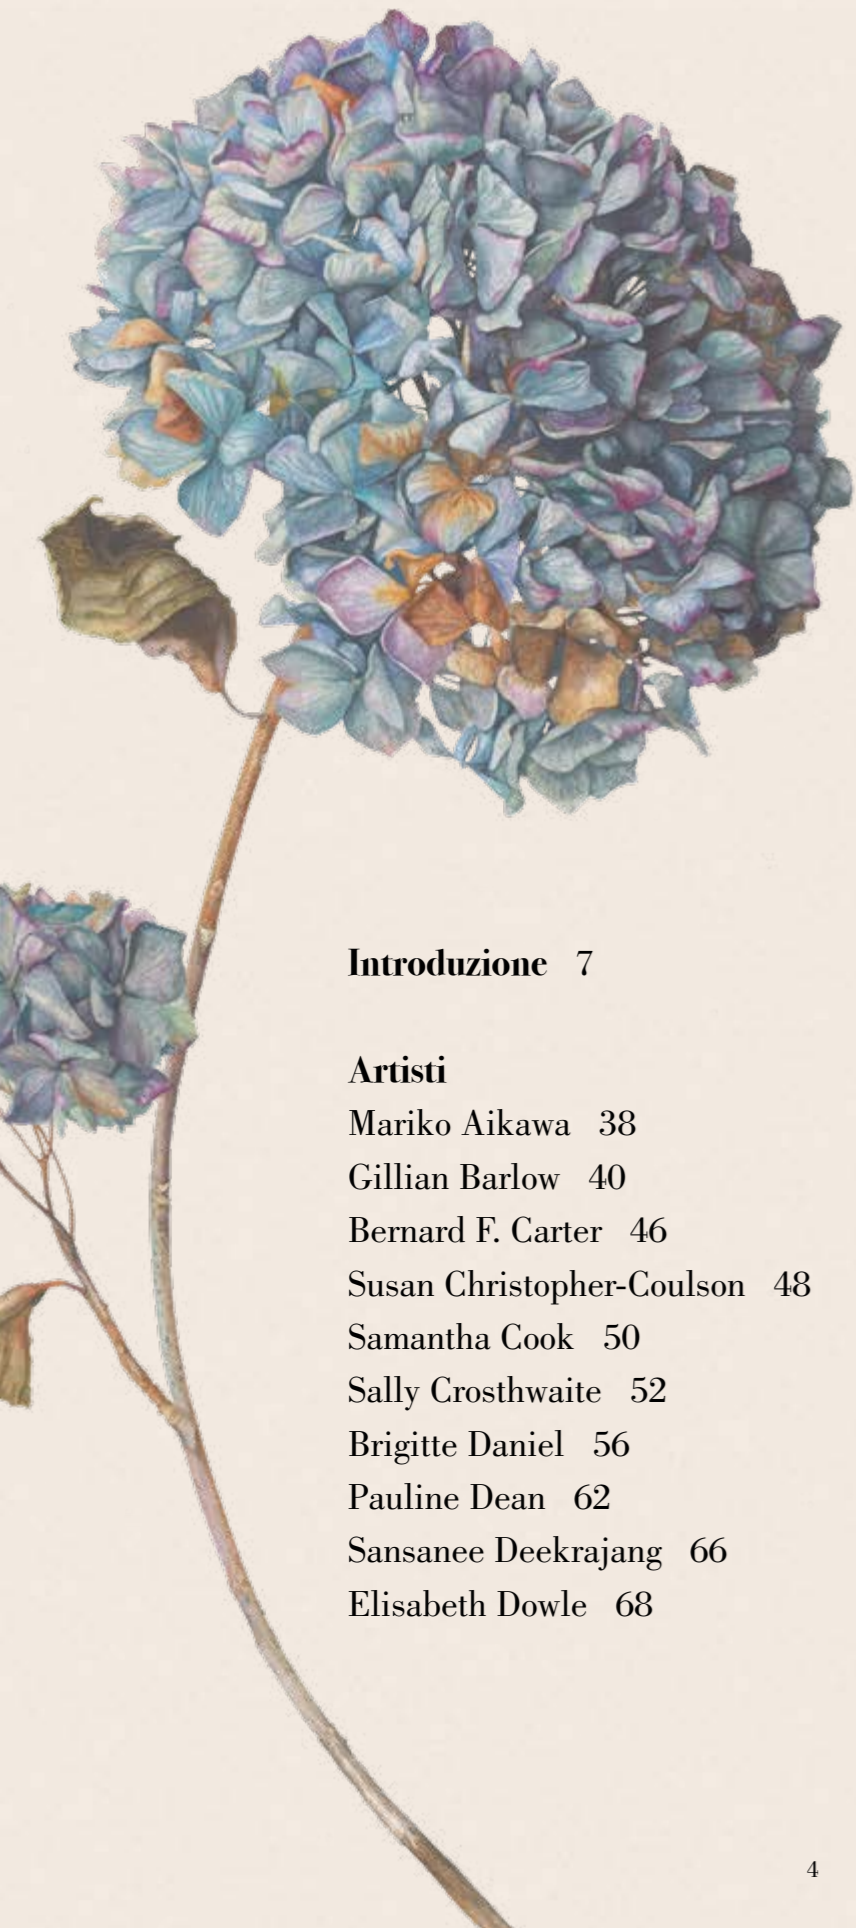 Introduzione 7
Artisti
Mariko Aikawa 38
Gillian Barlow 40
Bernard F. Carter 46
Susan Christopher-Coulson 48
Samantha Cook 50
Sally Crosthwaite 52
Brigitte Daniel 56
Pauline Dean 62
Sansanee Deekrajang 66
Elisabeth Dowle 68
4